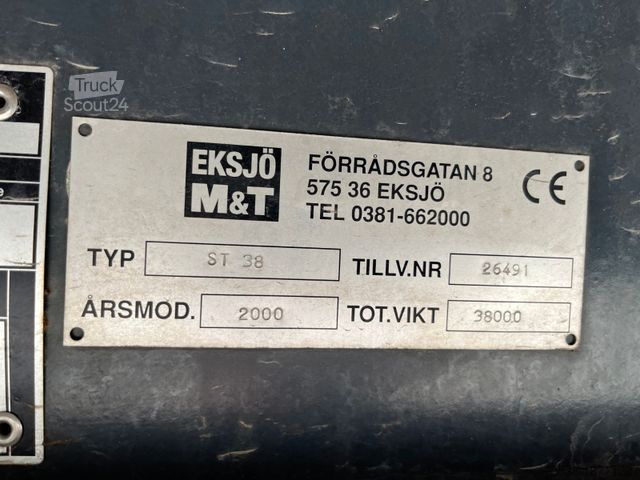 Truck
Scout24
EKSJÖ
M&T
FÖRRÅDSGATAN 8
575 36 EKSJÖ
TEL 0381-662000
CE
TYP ST 38
TILLV.NR 26491
ÅRSMOD. 2000
TOT.VIKT 38000